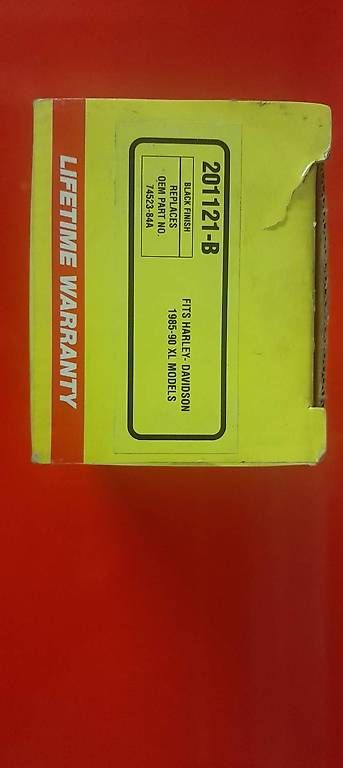 201121-B
BLACK FINISH
REPLACES
OEM PART NO.
74523-84A
FITS HARLEY- DAVIDSON
1985-90 XL MODELS
LIFETIME WARRANTY